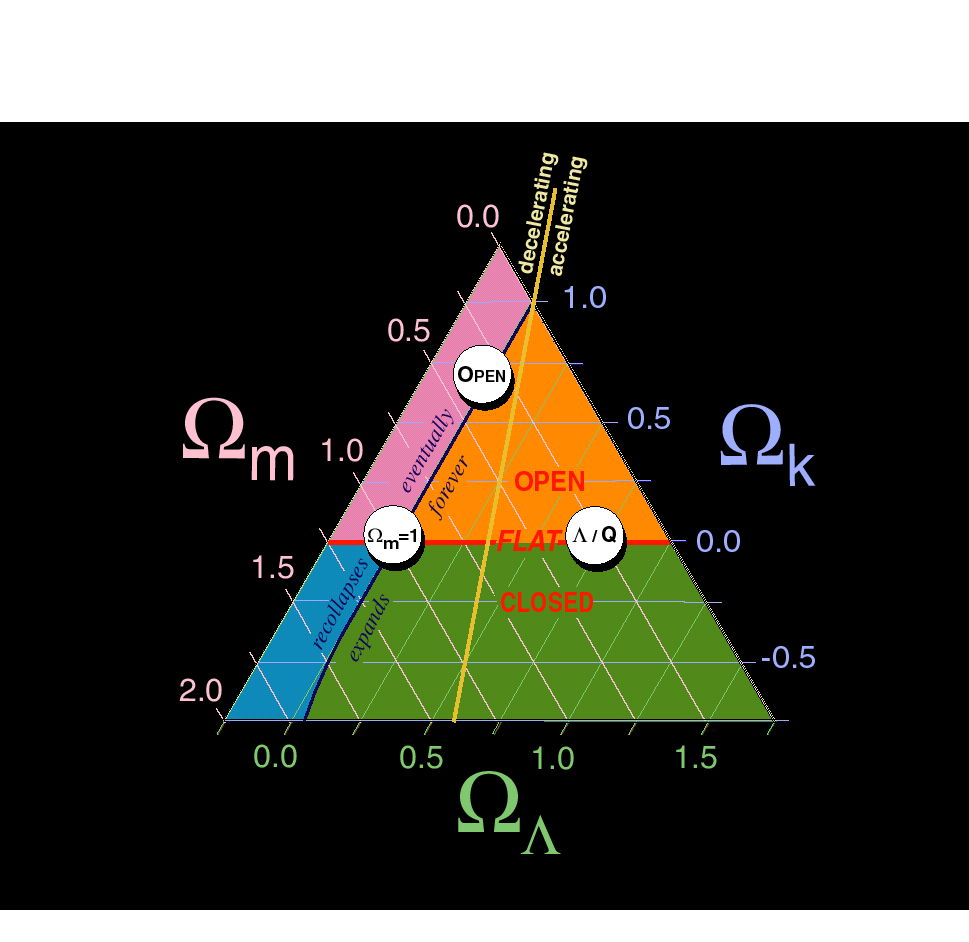 decelerating
accelerating
0.0
1.0
0.5
OPEN
0.5
Ωm
Ωk
1.0
eventually
forever
OPEN
Ωm=1
FLAT
Λ / Q
0.0
1.5
recollapses
expands
CLOSED
-0.5
2.0
0.0
0.5
1.0
1.5
ΩΛ